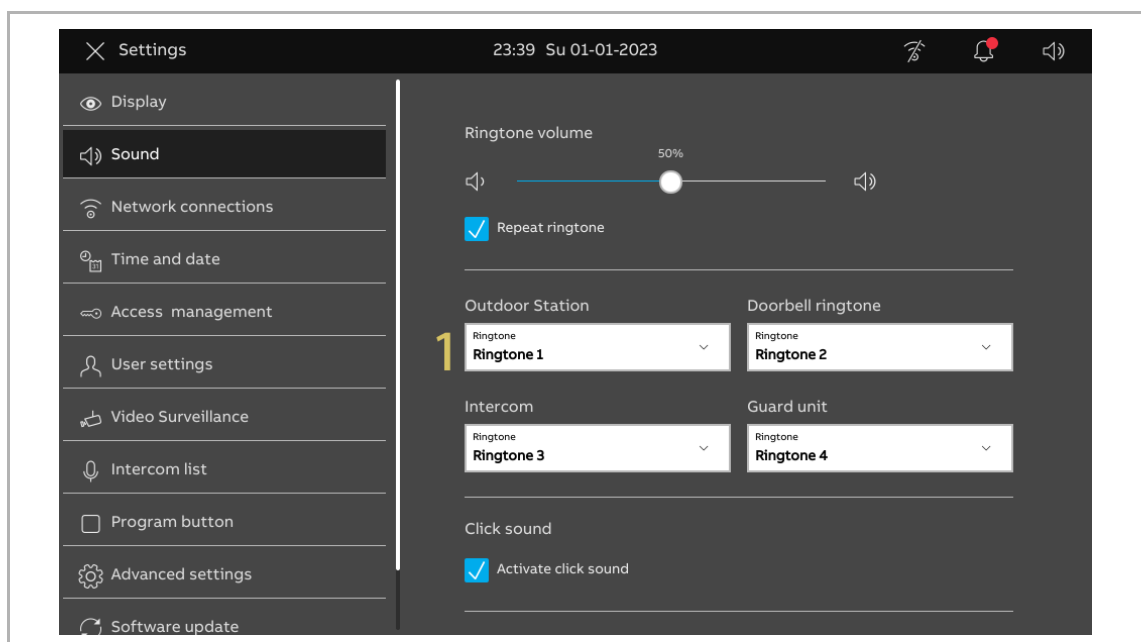 Settings
23:39 Su 01-01-2023
Display
Sound
Network connections
Time and date
Access management
User settings
Video Surveillance
Intercom list
Program button
Advanced settings
Software update
Ringtone volume
50%
Repeat ringtone
Outdoor Station
1
Ringtone
Ringtone 1
Doorbell ringtone
Ringtone
Ringtone 2
Intercom
Ringtone
Ringtone 3
Guard unit
Ringtone
Ringtone 4
Click sound
Activate click sound